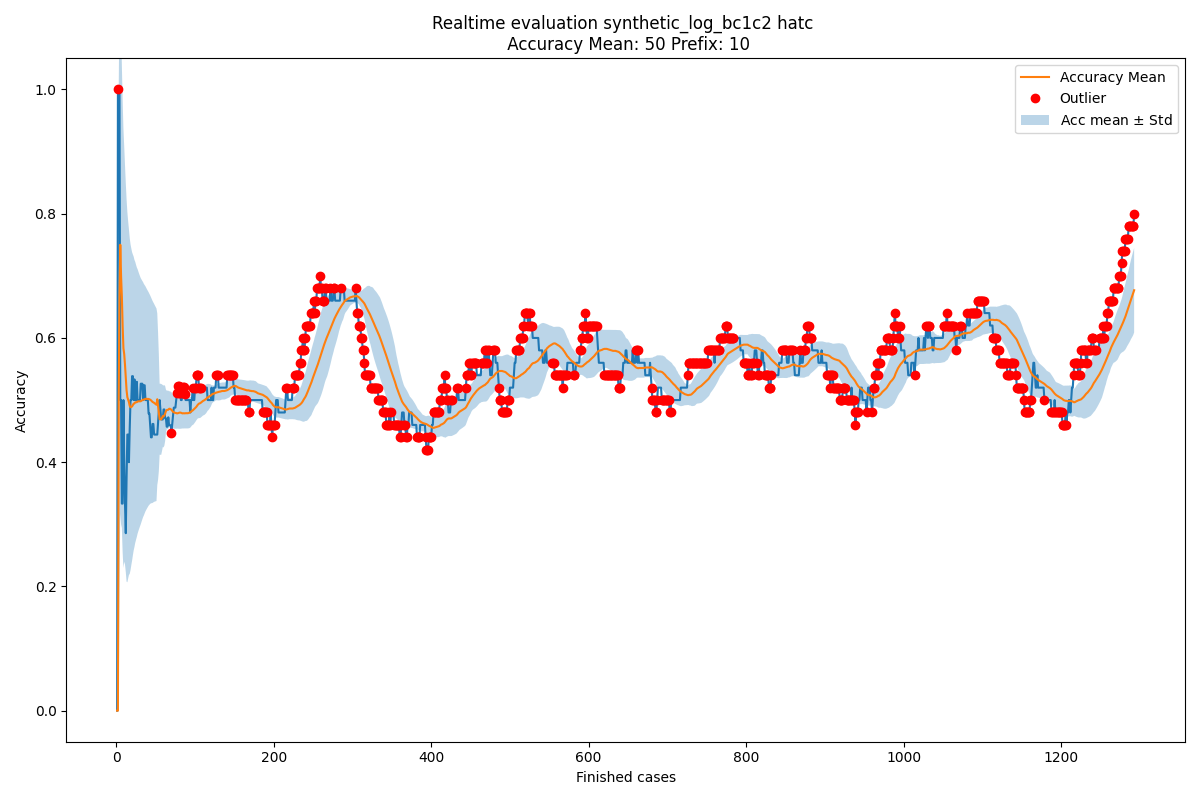 Realtime evaluation synthetic_log_bc1c2 hatc
Accuracy Mean: 50 Prefix: 10
Accuracy Mean
Outlier
Acc mean ± Std
Accuracy
1.0
0.8
0.6
0.4
0.2
0.0
0
200
400
600
800
1000
1200
Finished cases